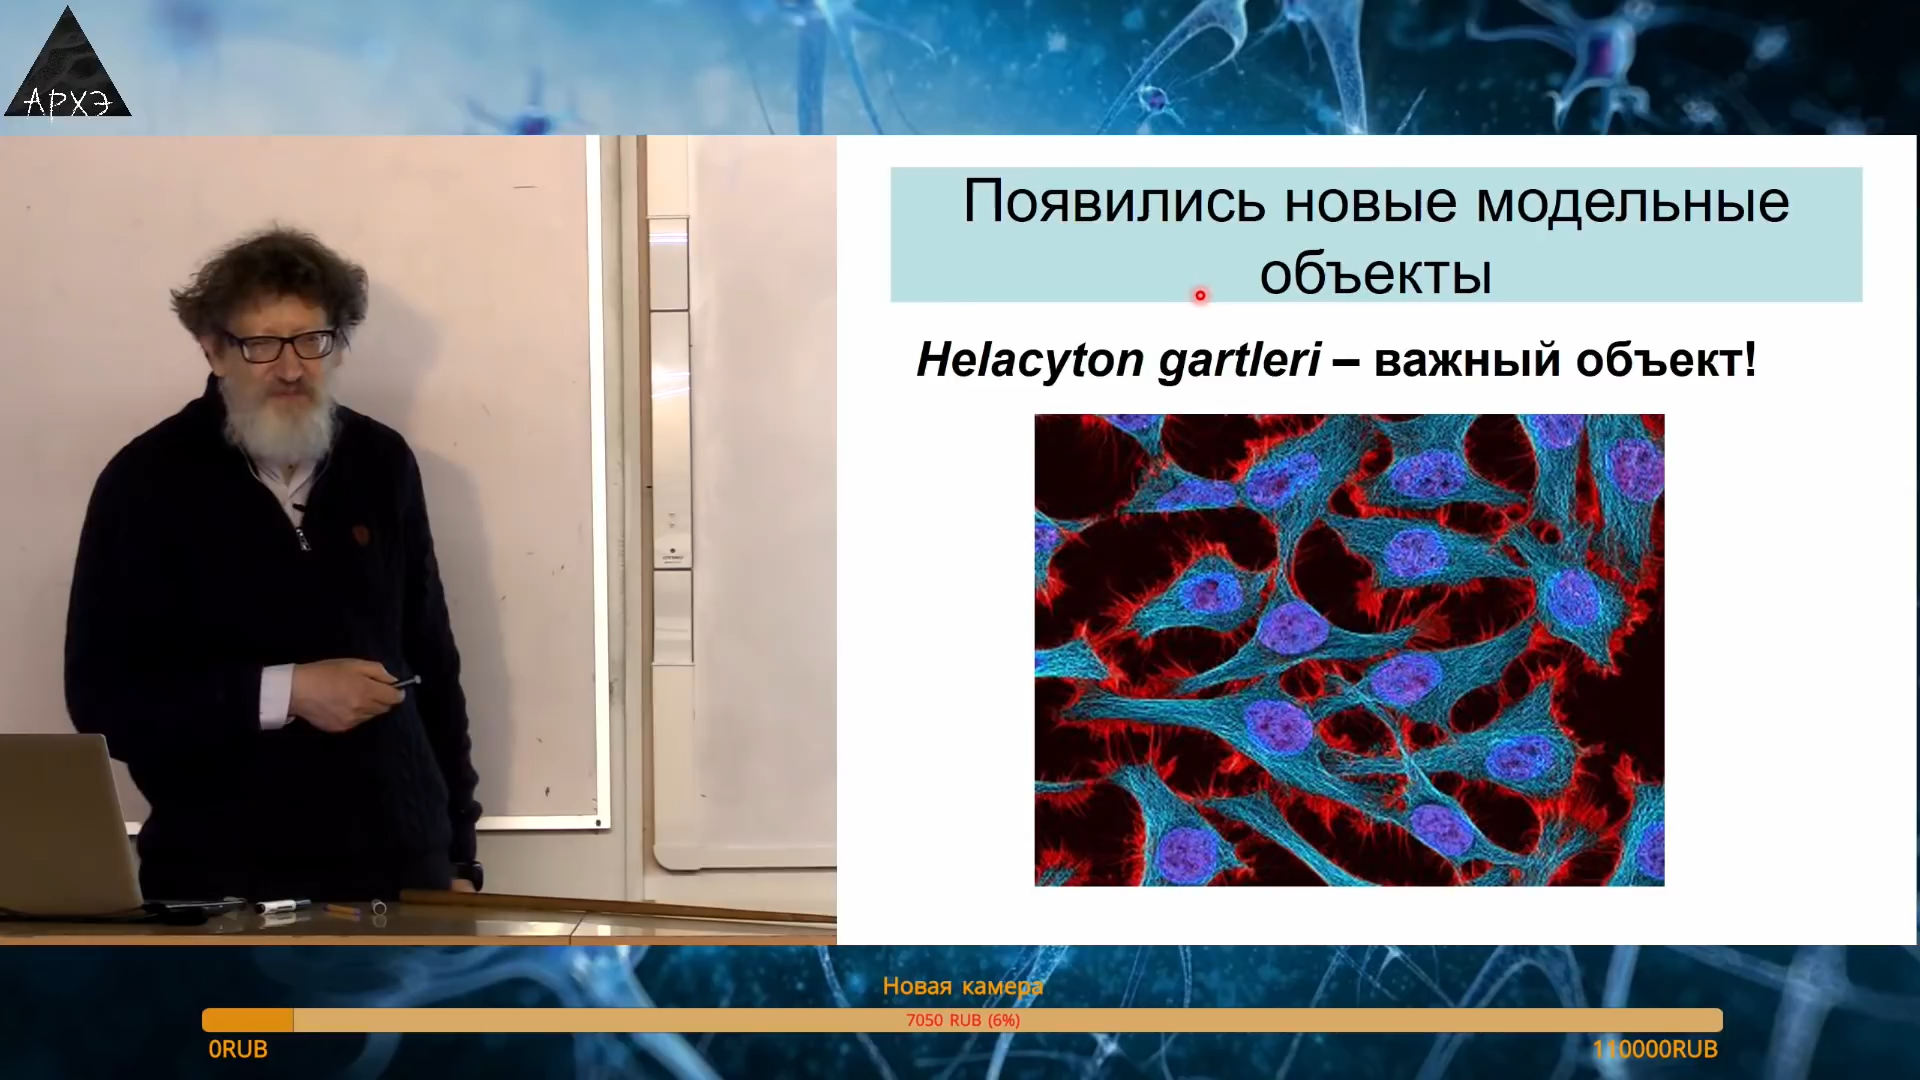 АРХЭ
Появились новые модельные
объекты
Helacyton gartleri – важный объект!
Новая камера
7050 RUB (6%)
0RUB
110000RUB